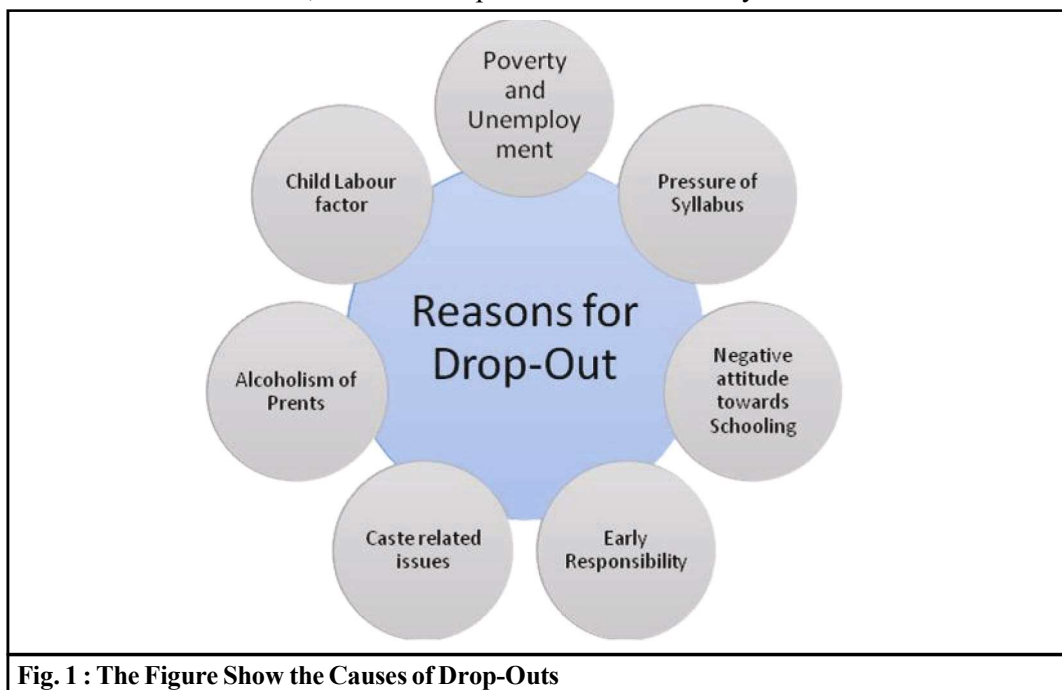 Poverty
and
Unemploy
ment
Pressure of
Syllabus
Negative
attitude
towards
Schooling
Early
Responsibility
Caste related
issues
Alcoholism of
Prents
Child Labour
factor
Reasons for
Drop-Out
Fig. 1 : The Figure Show the Causes of Drop-Outs